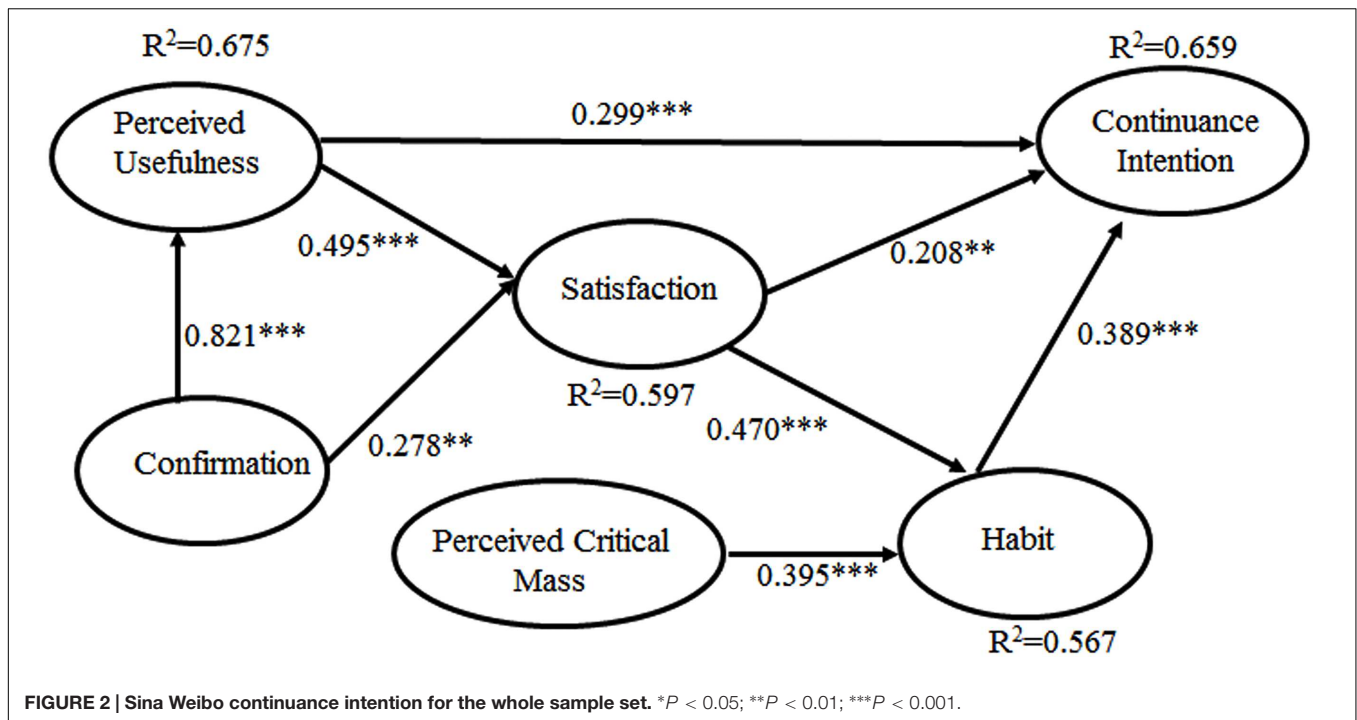 R²=0.675
R²=0.659
Perceived
Usefulness
0.299***
Continuance
Intention
0.495***
Satisfaction
0.208**
0.821***
R²=0.597
0.389***
Confirmation
0.278**
0.470***
Perceived Critical
Mass
0.395***
Habit
R²=0.567
FIGURE 2 | Sina Weibo continuance intention for the whole sample set. *P < 0.05; **P < 0.01; ***P < 0.001.